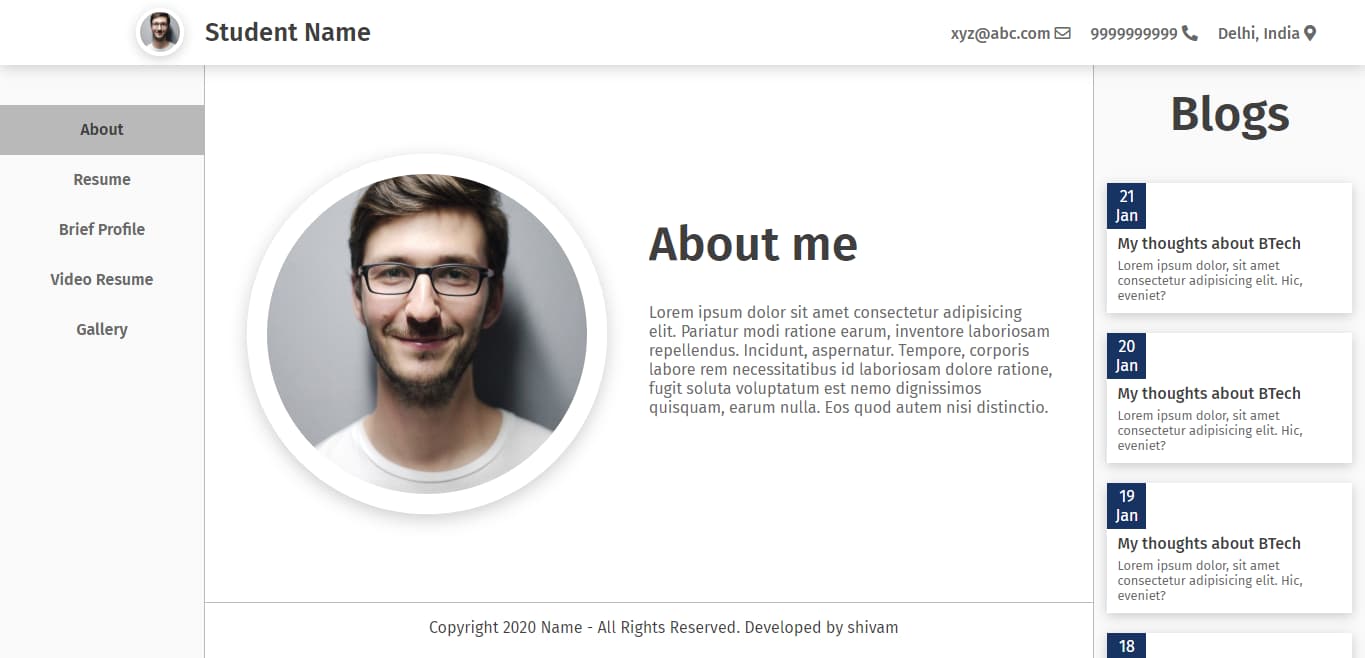 Student Name
xyz@abc.com
9999999999
Delhi, India
About
Resume
Brief Profile
Video Resume
Gallery
About me
Lorem ipsum dolor sit amet consectetur adipisicing
elit. Pariatur modi ratione earum, inventore laboriosam
repellendus. Incidunt, aspernatur. Tempore, corporis
labore rem necessitatibus id laboriosam dolore ratione,
fugit soluta voluptatum est nemo dignissimos
quisquam, earum nulla. Eos quod autem nisi distinctio.
Copyright 2020 Name - All Rights Reserved. Developed by shivam
Blogs
21
Jan
My thoughts about BTech
Lorem ipsum dolor, sit amet
consectetur adipisicing elit. Hic,
eveniet?
20
Jan
My thoughts about BTech
Lorem ipsum dolor, sit amet
consectetur adipisicing elit. Hic,
eveniet?
19
Jan
My thoughts about BTech
Lorem ipsum dolor, sit amet
consectetur adipisicing elit. Hic,
eveniet?
18